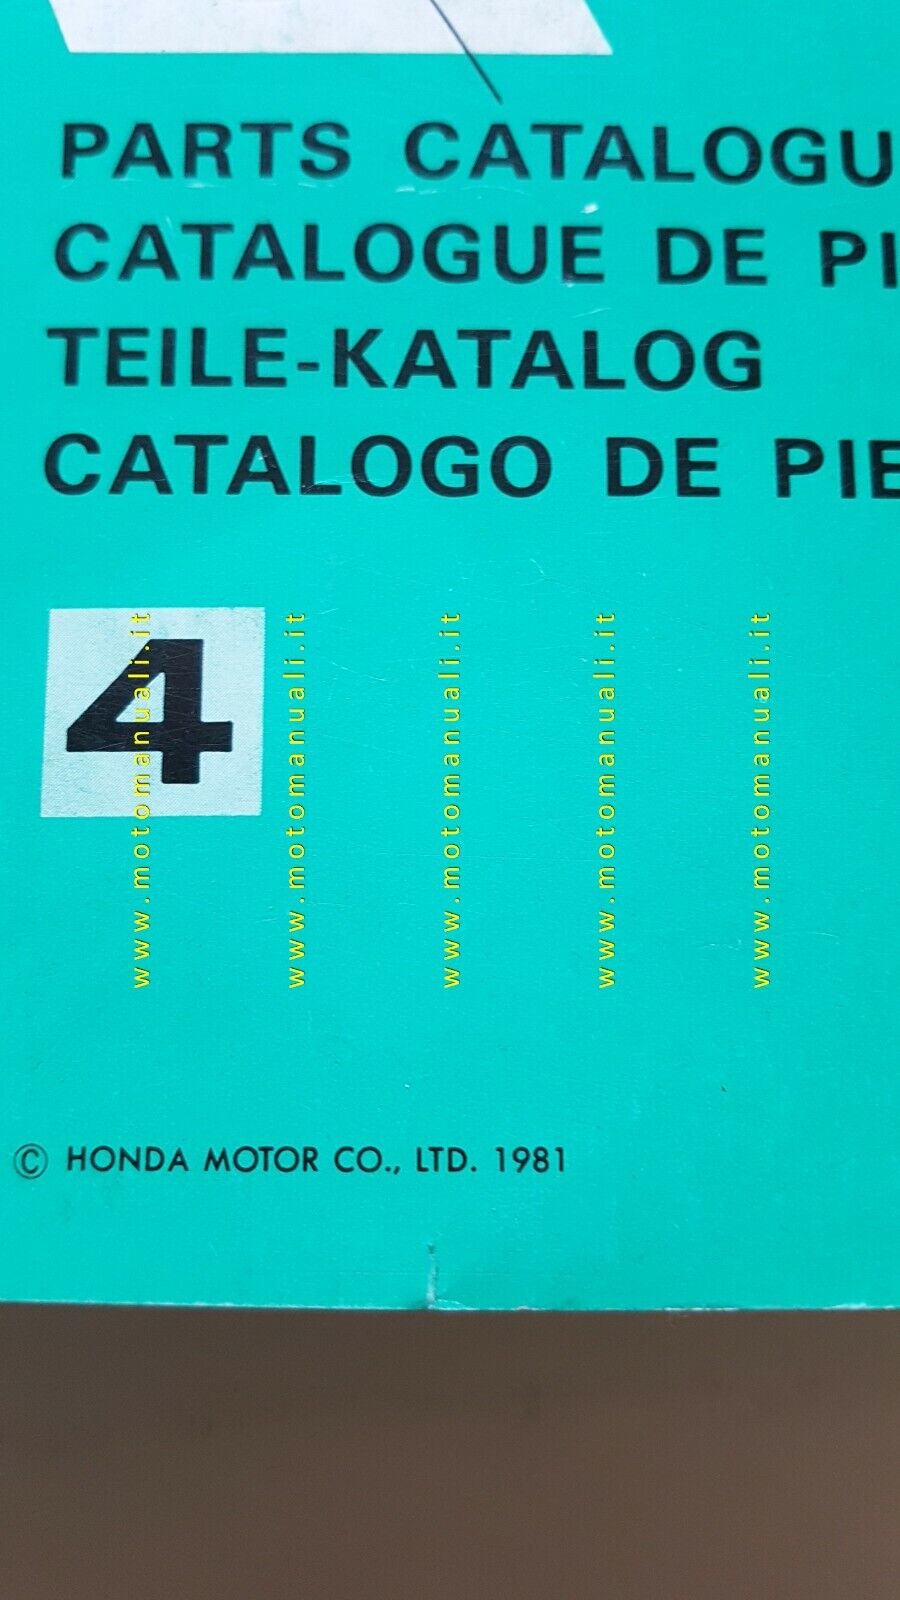 PARTS CATALOGU
CATALOGUE DE PI
TEILE-KATALOG
CATALOGO DE PIE
4
www.motomanuali.it
www.motomanuali.it
www.motomanuali.it
www.motomanuali.it
www.motomanuali.it
© HONDA MOTOR CO., LTD. 1981